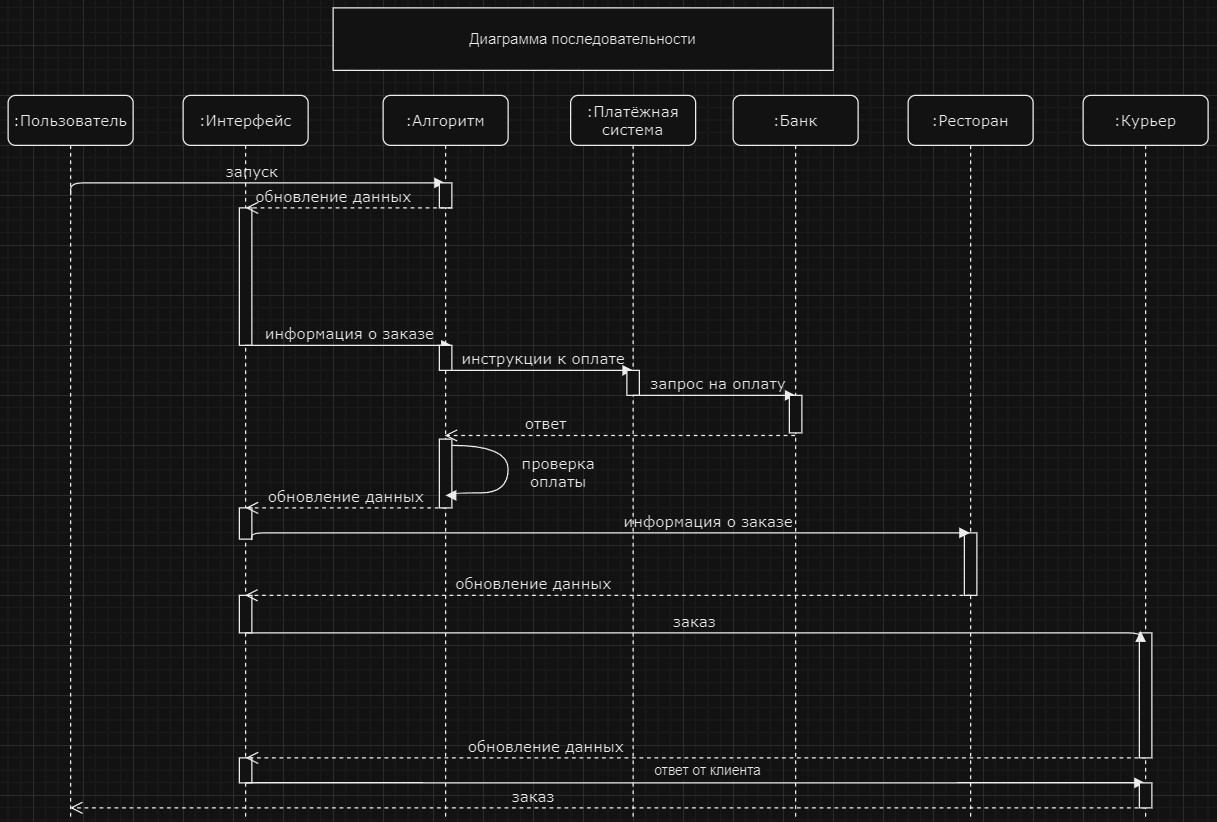 Диаграмма последовательности
:Пользователь
:Интерфейс
:Алгоритм
:Платёжная
система
:Банк
:Ресторан
:Курьер
запуск
обновление данных
информация о заказе
инструкции к оплате
запрос на оплату
ответ
проверка
оплаты
обновление данных
информация о заказе
обновление данных
заказ
обновление данных
ответ от клиента
заказ